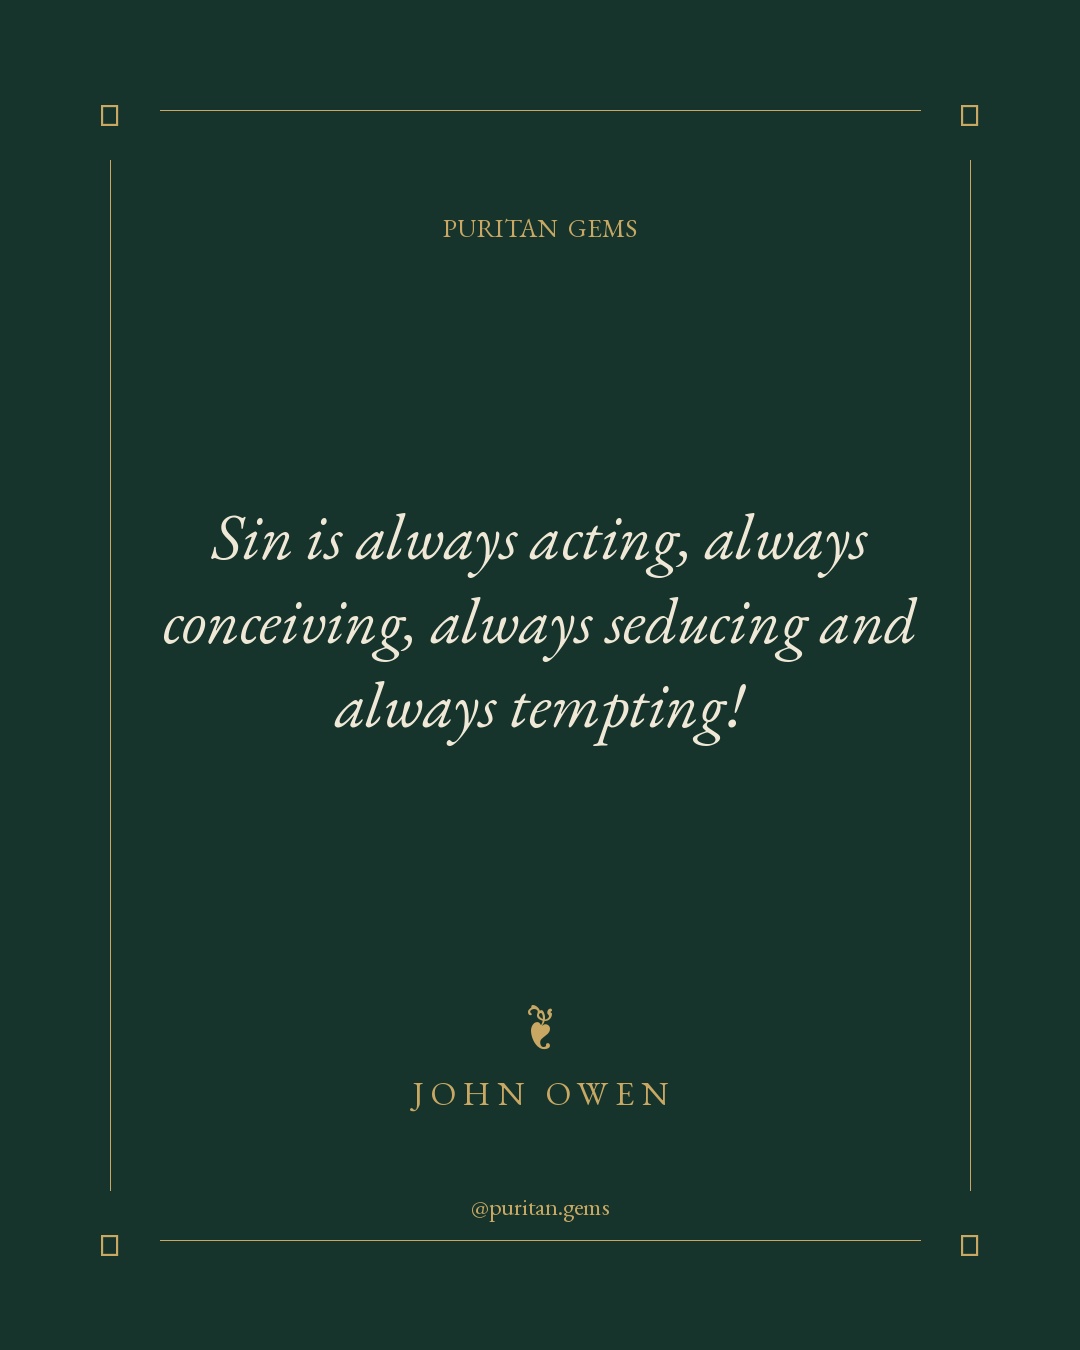 PURITAN GEMS
Sin is always acting, always
conceiving, always seducing and
always tempting!
JOHN OWEN
@puritan.gems